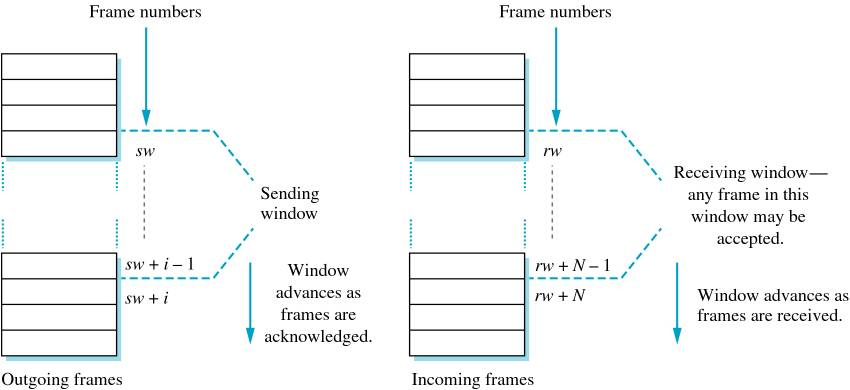 Frame numbers
sw
Sending
window
sw + i – 1
sw + i
Window
advances as
frames are
acknowledged.
Outgoing frames
Frame numbers
rw
Receiving window—
any frame in this
window may be
accepted.
rw + N – 1
rw + N
Window advances as
frames are received.
Incoming frames